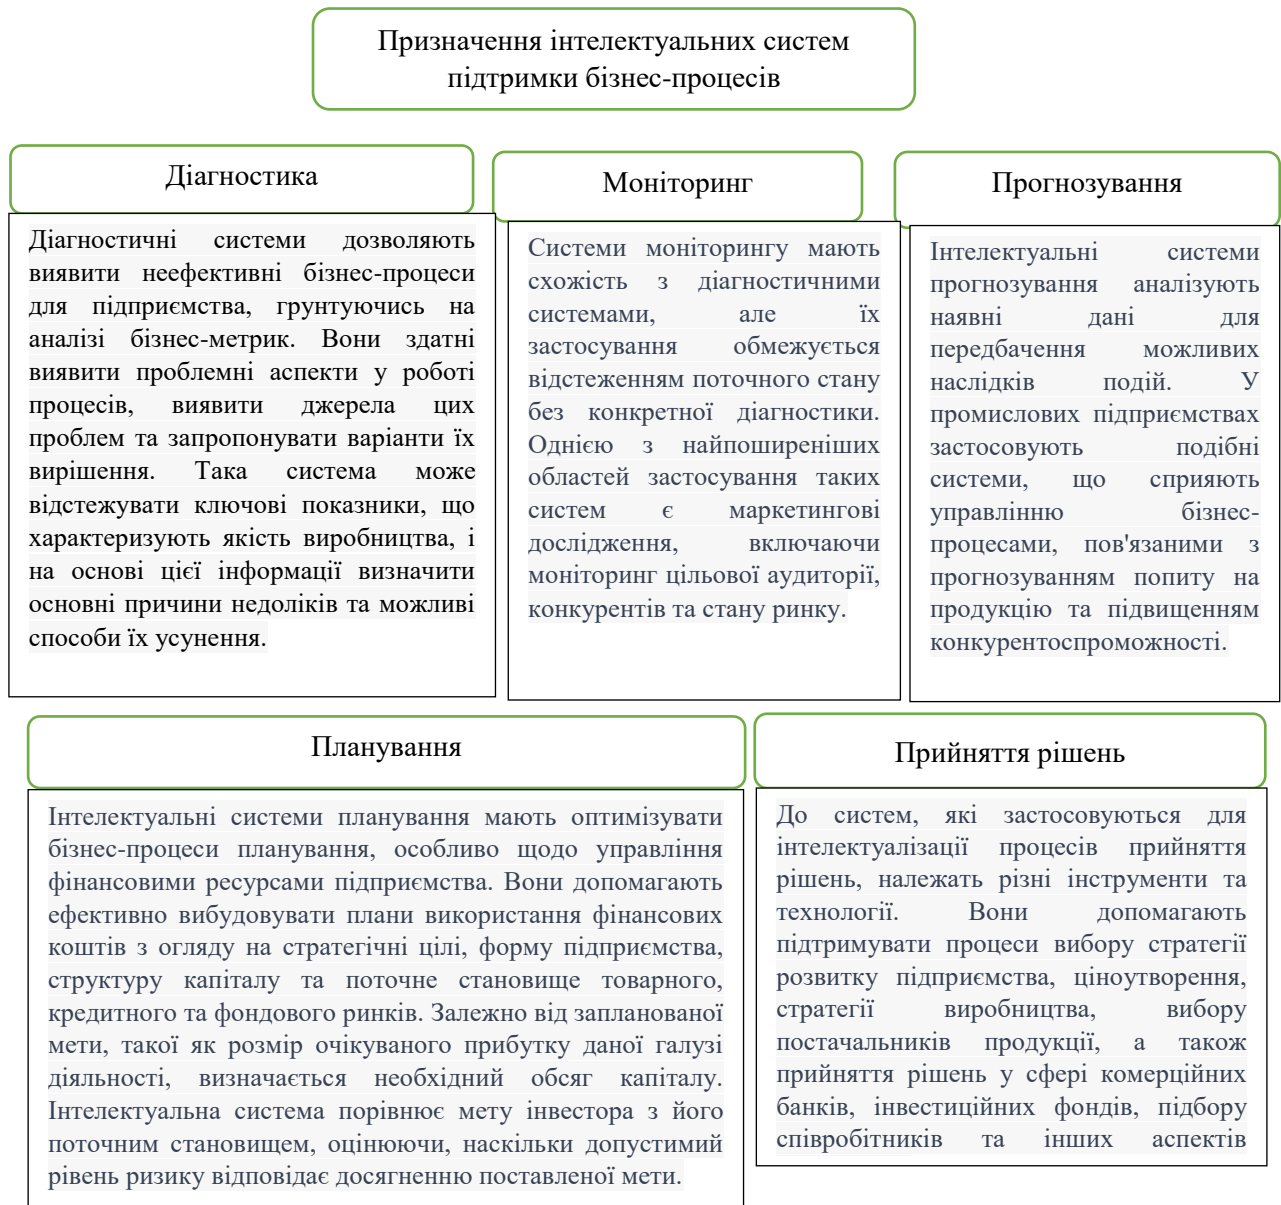 Призначення інтелектуальних систем
підтримки бізнес-процесів
Діагностика
Діагностичні системи дозволяють
виявити неефективні бізнес-процеси
для підприємства, грунтуючись на
аналізі бізнес-метрик. Вони здатні
виявити проблемні аспекти у роботі
процесів, виявити джерела цих
проблем та запропонувати варіанти їх
вирішення. Така система може
відстежувати ключові показники, що
характеризують якість виробництва, і
на основі цієї інформації визначити
основні причини недоліків та можливі
способи їх усунення.
Моніторинг
Системи моніторингу мають
схожість з діагностичними
системами, але їх
застосування обмежується
відстеженням поточного стану
без конкретної діагностики.
Однією з найпоширеніших
областей застосування таких
систем є маркетингові
дослідження, включаючи
моніторинг цільової аудиторії,
конкурентів та стану ринку.
Прогнозування
Інтелектуальні системи
прогнозування аналізують
наявні дані для
передбачення можливих
наслідків подій. У
промислових підприємствах
застосовують подібні
системи, що сприяють
управлінню бізнес-
процесами, пов'язаними з
прогнозуванням попиту на
продукцію та підвищенням
конкурентоспроможності.
Планування
Інтелектуальні системи планування мають оптимізувати
бізнес-процеси планування, особливо щодо управління
фінансовими ресурсами підприємства. Вони допомагають
ефективно вибудовувати плани використання фінансових
коштів з огляду на стратегічні цілі, форму підприємства,
структуру капіталу та поточне становище товарного,
кредитного та фондового ринків. Залежно від запланованої
мети, такої як розмір очікуваного прибутку даної галузі
діяльності, визначається необхідний обсяг капіталу.
Інтелектуальна система порівнює мету інвестора з його
поточним становищем, оцінюючи, наскільки допустимий
рівень ризику відповідає досягненню поставленої мети.
Прийняття рішень
До систем, які застосовуються для
інтелектуалізації процесів прийняття
рішень, належать різні інструменти та
технології. Вони допомагають
підтримувати процеси вибору стратегії
розвитку підприємства, ціноутворення,
стратегії виробництва, вибору
постачальників продукції, а також
прийняття рішень у сфері комерційних
банків, інвестиційних фондів, підбору
співробітників та інших аспектів